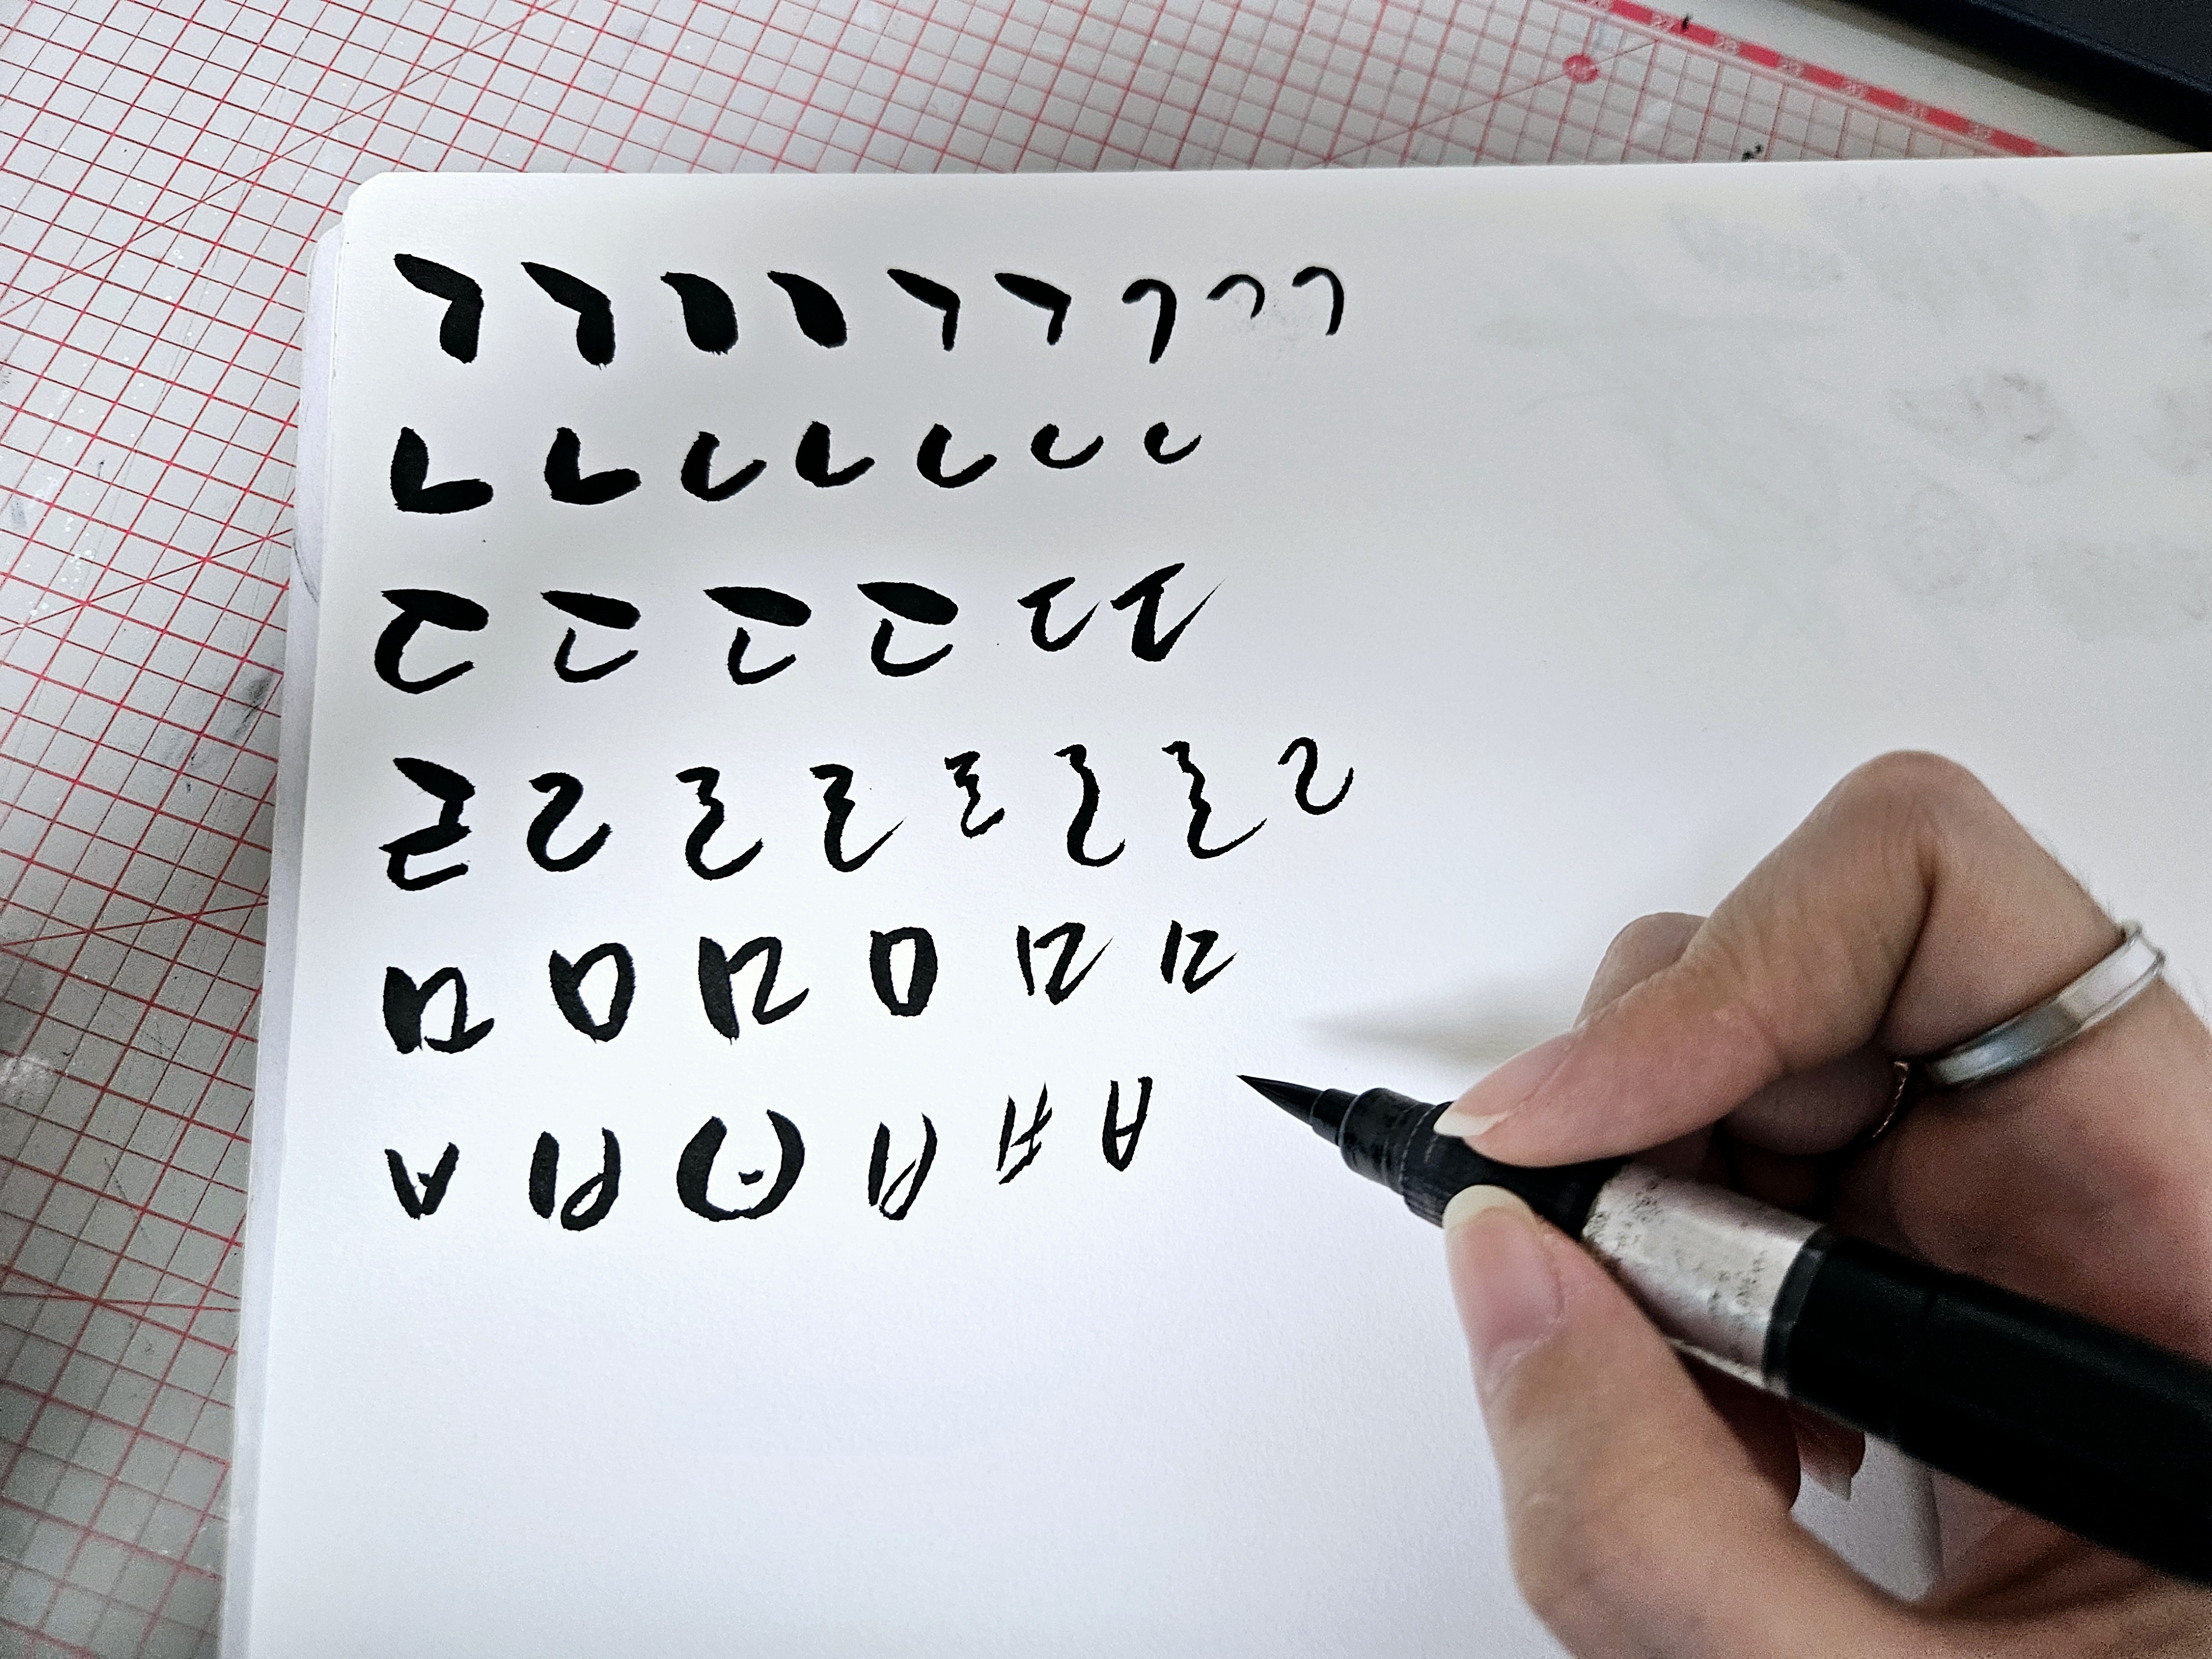 ㄱ ㄱ ㄱ ㄱ ㄱ ㄱ ㄱ ㄱ ㄱ
ㄴ ㄴ ㄴ ㄴ ㄴ ㄴ ㄴ
ㄷ ㄷ ㄷ ㄷ ㄷ ㄷ
ㄹ ㄹ ㄹ ㄹ ㄹ ㄹ ㄹ ㄹ
ㅁ ㅁ ㅁ ㅁ ㅁ ㅁ
ㅂ ㅂ ㅂ ㅂ ㅂ ㅂ